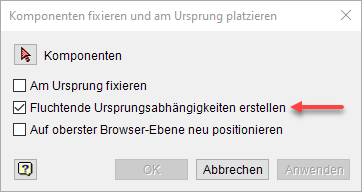 Komponenten fixieren und am Ursprung platzieren
Komponenten
Am Ursprung fixieren
Fluchtende Ursprungsabhängigkeiten erstellen
Auf oberster Browser-Ebene neu positionieren
OK Abbrechen Anwenden